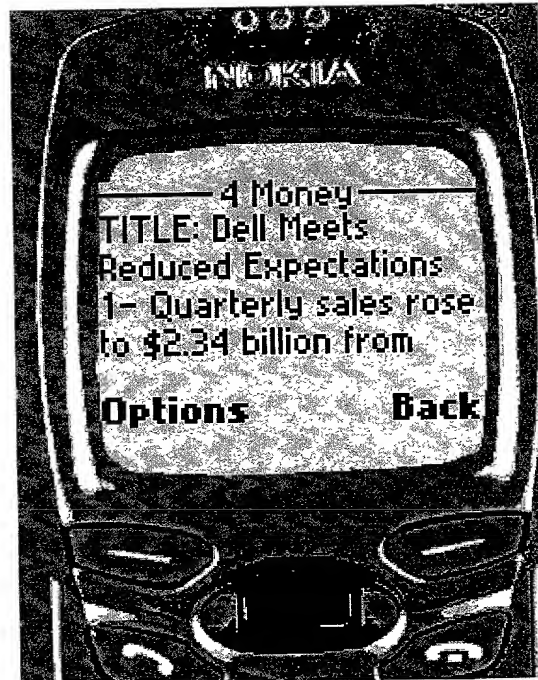 NOKIA
4 Money
TITLE: Dell Meets
Reduced Expectations
1- Quarterly sales rose
to $2.34 billion from
Options
Back